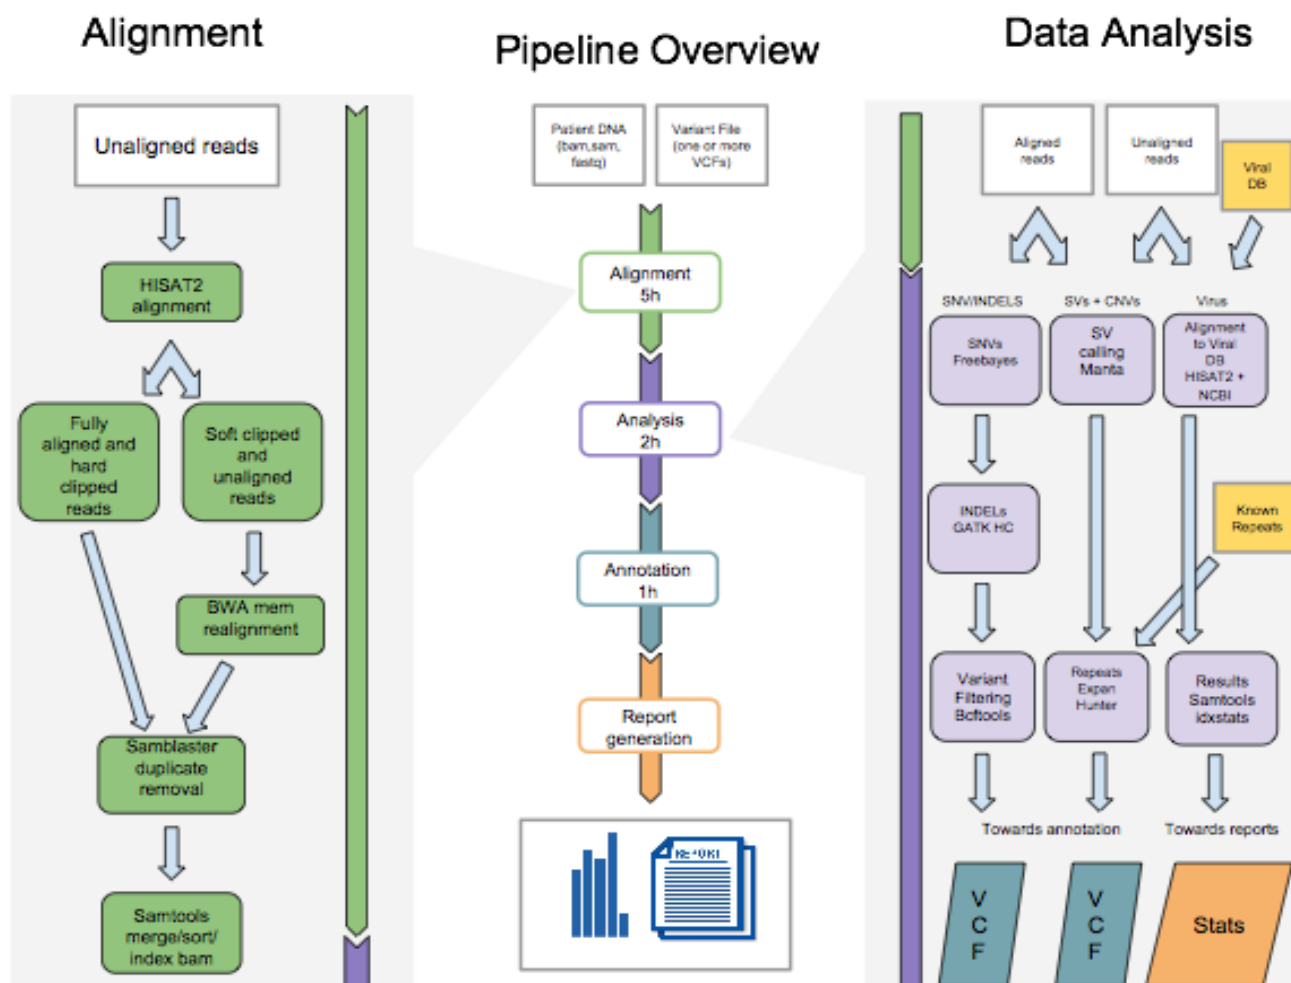 Alignment
Unaligned reads
HISAT2
alignment
Fully
aligned and
hard
clipped
reads
Soft clipped
and
unaligned
reads
BWA mem
realignment
Samblaster
duplicate
removal
Samtools
merge/sort/
index bam
Pipeline Overview
Patient DNA
(bam,sam,
fastq)
Variant File
(one or more
VCFs)
Alignment
5h
Analysis
2h
Annotation
1h
Report
generation
REPORT
Data Analysis
Aligned
reads
Unaligned
reads
Viral
DB
SNV/INDELS
SVs + CNVs
Virus
SNVs
Freebayes
SV
calling
Manta
Alignment
to Viral
DB
HISAT2 +
NCBI
INDELs
GATK HC
Known
Repeats
Variant
Filtering
Bcftools
Repeats
Expan
Hunter
Results
Samtools
idxstats
Towards annotation
Towards reports
V
C
F
V
C
F
Stats